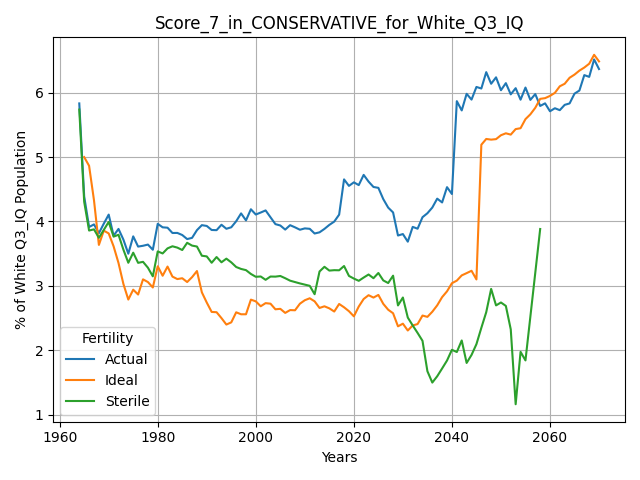 Score_7_in_CONSERVATIVE_for_White_Q3_IQ
% of White Q3_IQ Population
6
5
4
3
2
1
Fertility
Actual
Ideal
Sterile
1960 1980 2000 2020 2040 2060
Years